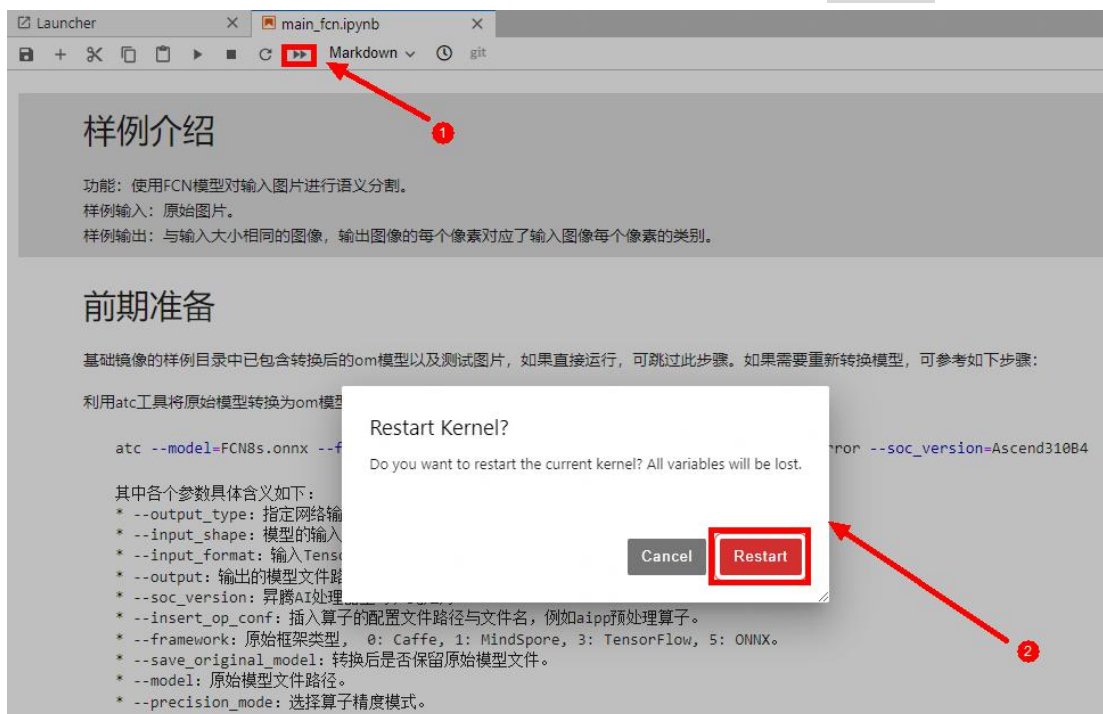 Launcher
main_fcn.ipynb
Markdown
git
1
样例介绍
功能：使用FCN模型对输入图片进行语义分割。
样例输入：原始图片。
样例输出：与输入大小相同的图像，输出图像的每个像素对应了输入图像每个像素的类别。
前期准备
基础镜像的样例目录中已包含转换后的om模型以及测试图片，如果直接运行，可跳过此步骤。如果需要重新转换模型，可参考如下步骤：
利用atc工具将原始模型转换为om模型
Restart Kernel?
Do you want to restart the current kernel? All variables will be lost.
Cancel
Restart
2
atc --model=FCN8s.onnx --f
ror --soc_version=Ascend310B4
其中各个参数具体含义如下：
* --output_type：指定网络输
* --input_shape：模型的输入
* --input_format：输入Tenso
* --output：输出的模型文件路
* --soc_version：昇腾AI处理
* --insert_op_conf：插入算子的配置文件路径与文件名，例如aipp预处理算子。
* --framework：原始框架类型， 0: Caffe, 1: MindSpore, 3: TensorFlow, 5: ONNX。
* --save_original_model：转换后是否保留原始模型文件。
* --model：原始模型文件路径。
* --precision_mode：选择算子精度模式。